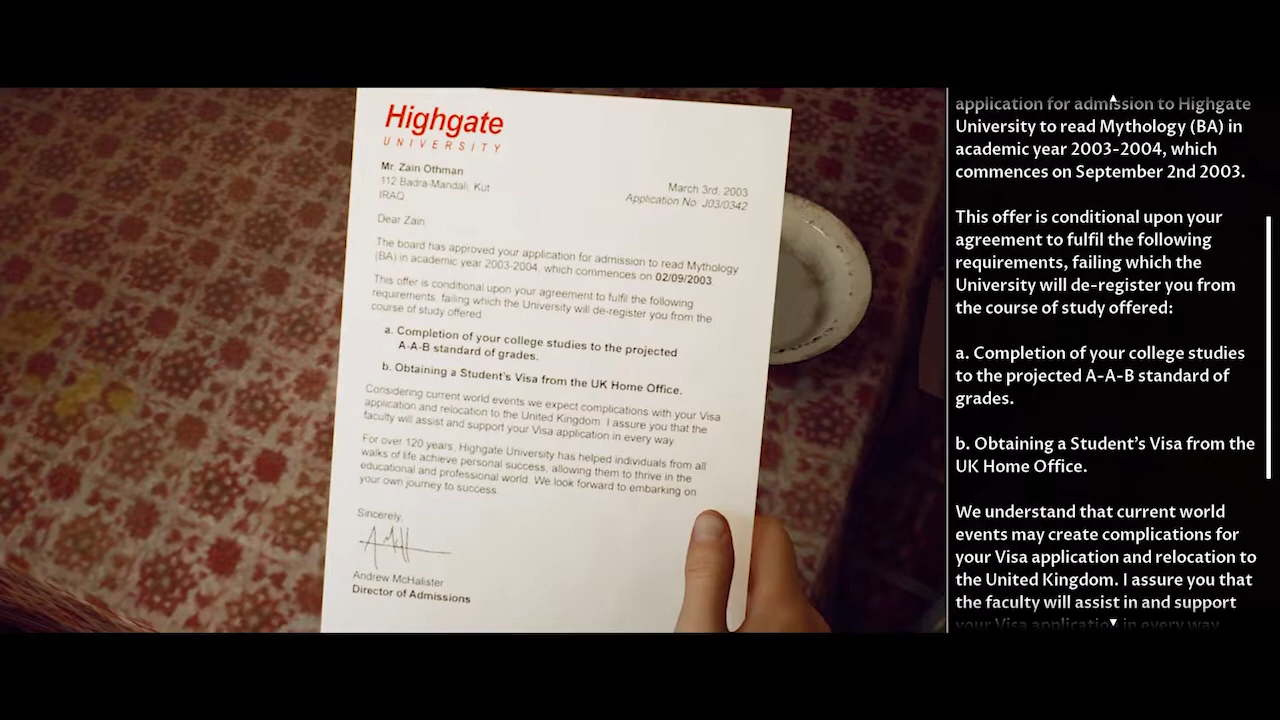 Highgate
UNIVERSITY
Mr. Zain Othman
112 Badra-Mandali, Kut
IRAQ
March 3rd, 2003
Application No. J03/0342
Dear Zain,
The board has approved your application for admission to read Mythology
(BA) in academic year 2003-2004, which commences on 02/09/2003
This offer is conditional upon your agreement to fulfil the following
requirements, failing which the University will de-register you from the
course of study offered
a. Completion of your college studies to the projected
A-A-B standard of grades.
b. Obtaining a Student's Visa from the UK Home Office.
Considering current world events we expect complications with your Visa
application and relocation to the United Kingdom. I assure you that the
faculty will assist and support your Visa application in every way.
For over 120 years, Highgate University has helped individuals from all
walks of life achieve personal success, allowing them to thrive in the
educational and professional world. We look forward to embarking on
your own journey to success.
Sincerely,
Andrew McHalister
Director of Admissions
application for admission to Highgate
University to read Mythology (BA) in
academic year 2003-2004, which
commences on September 2nd 2003.
This offer is conditional upon your
agreement to fulfil the following
requirements, failing which the
University will de-register you from
the course of study offered:
a. Completion of your college studies
to the projected A-A-B standard of
grades.
b. Obtaining a Student's Visa from the
UK Home Office.
We understand that current world
events may create complications for
your Visa application and relocation to
the United Kingdom. I assure you that
the faculty will assist in and support
your Visa application in every way